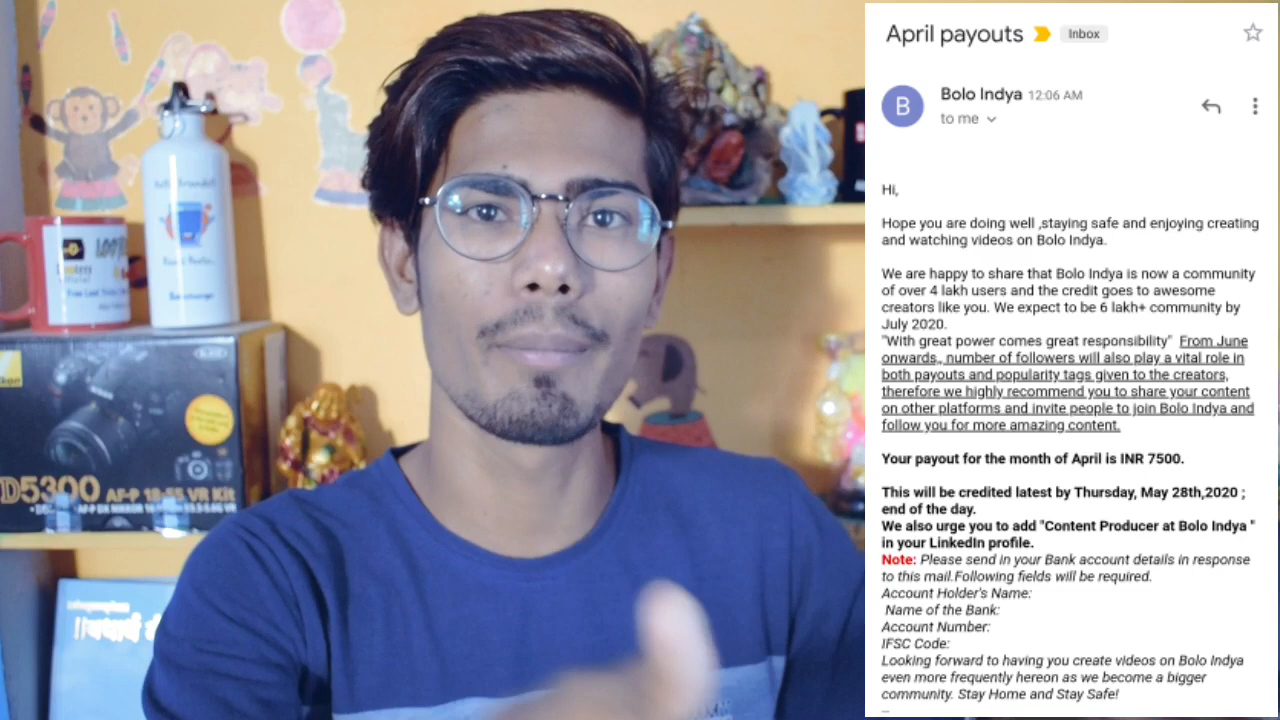 April payouts
Inbox
B
Bolo Indya 12:06 AM
to me
Hi,
Hope you are doing well ,staying safe and enjoying creating
and watching videos on Bolo Indya.
We are happy to share that Bolo Indya is now a community
of over 4 lakh users and the credit goes to awesome
creators like you. We expect to be 6 lakh+ community by
July 2020.
"With great power comes great responsibility" From June
onwards,, number of followers will also play a vital role in
both payouts and popularity tags given to the creators,
therefore we highly recommend you to share your content
on other platforms and invite people to join Bolo Indya and
follow you for more amazing content.
Your payout for the month of April is INR 7500.
This will be credited latest by Thursday, May 28th,2020 ;
end of the day.
We also urge you to add "Content Producer at Bolo Indya "
in your LinkedIn profile.
Note: Please send in your Bank account details in response
to this mail.Following fields will be required.
Account Holder's Name:
Name of the Bank:
Account Number:
IFSC Code:
Looking forward to having you create videos on Bolo Indya
even more frequently hereon as we become a bigger
community. Stay Home and Stay Safe!
D5300 AF-P 18-55 VR Kit